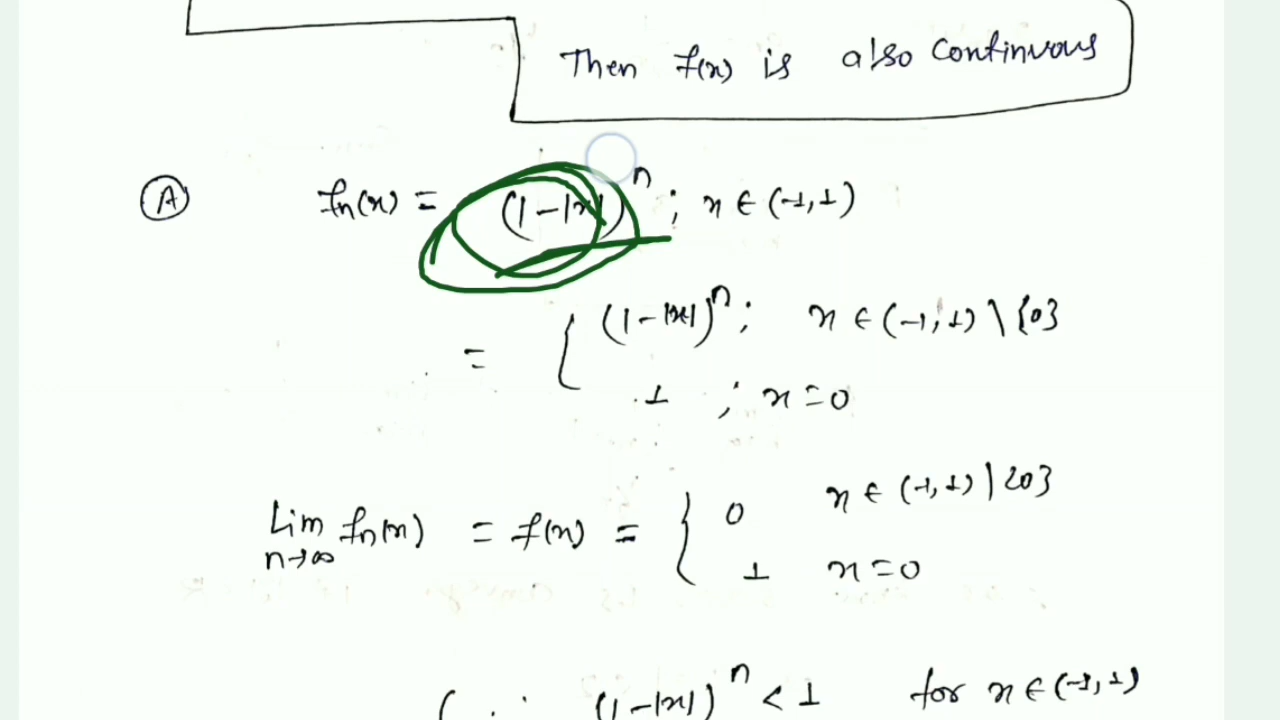 Then f(x) is also Continuous
Ⓐ fn(x) = (1-|x|)^n ; x ∈ (-1,1)
= { (1-|x|)^n ; x ∈ (-1,1) \ {0}
1 ; x=0
Lim n→∞ fn(x) = f(x) = { 0 x ∈ (-1,1) \ {0}
1 x=0
(∵ (1-|x|)^n < 1 for x ∈ (-1,1)